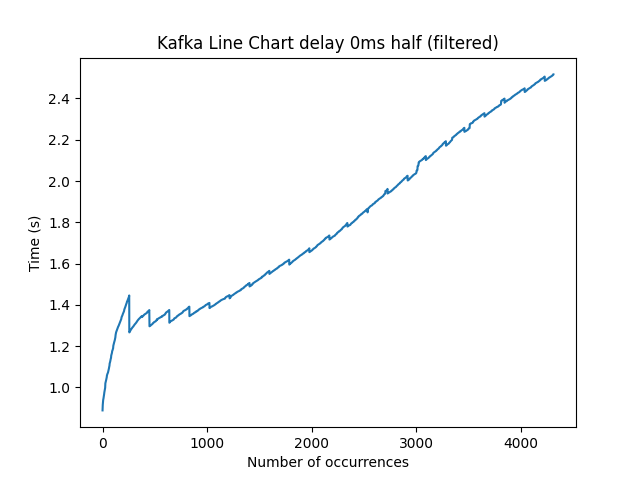 Kafka Line Chart delay 0ms half (filtered)
Time (s)
2.4
2.2
2.0
1.8
1.6
1.4
1.2
1.0
0 1000 2000 3000 4000
Number of occurrences